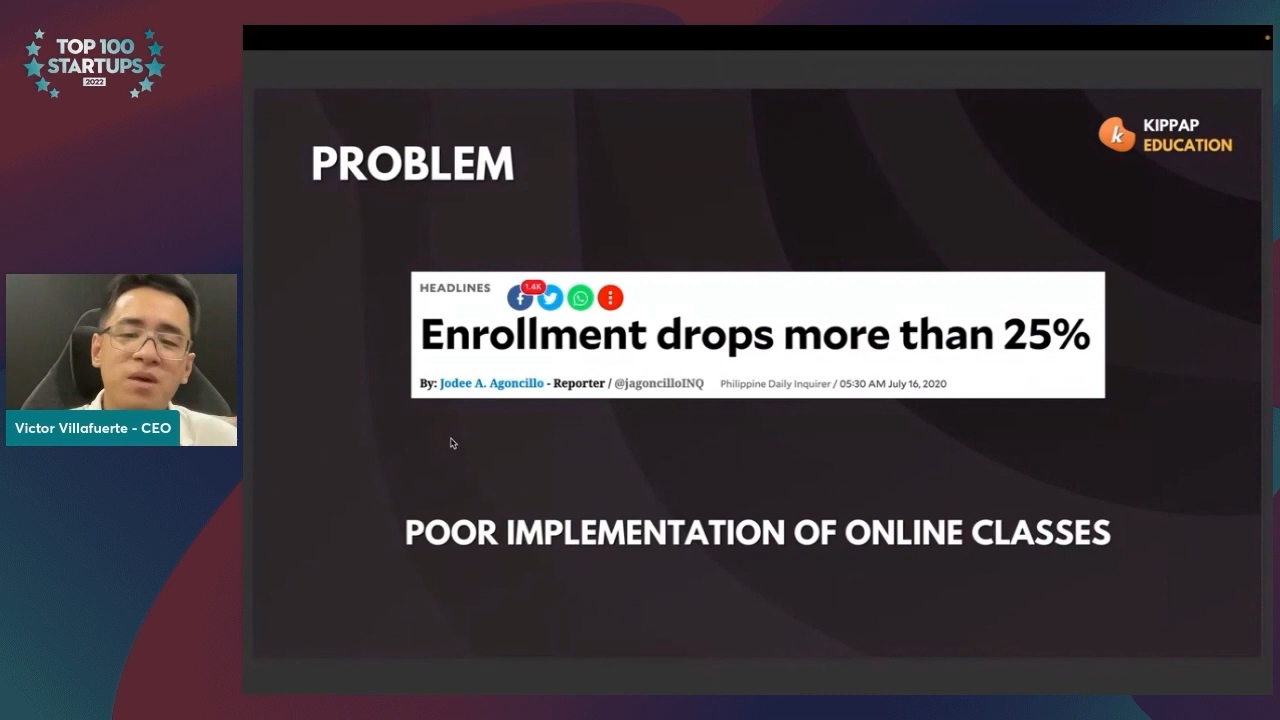 TOP 100
STARTUPS
2022
KIPPAP
EDUCATION
PROBLEM
HEADLINES
1.4K
Enrollment drops more than 25%
By: Jodee A. Agoncillo - Reporter / @jagoncilloINQ Philippine Daily Inquirer / 05:30 AM July 16, 2020
Victor Villafuerte - CEO
POOR IMPLEMENTATION OF ONLINE CLASSES